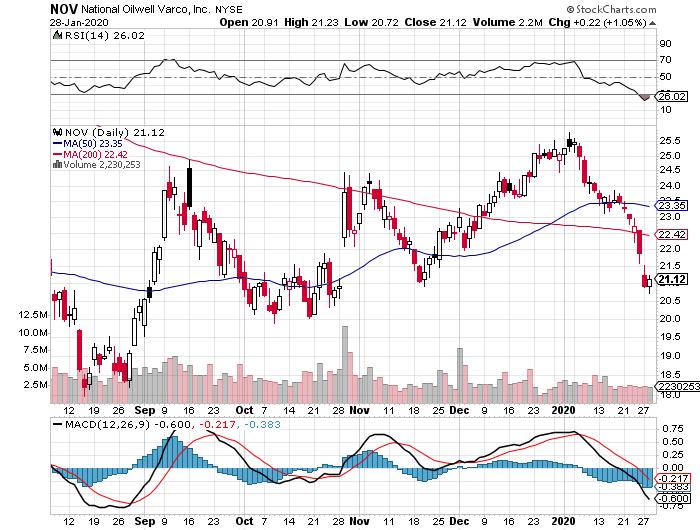 NOV National Oilwell Varco, Inc. NYSE
© StockCharts.com
28-Jan-2020
Open 20.91 High 21.23 Low 20.72 Close 21.12 Volume 2.2M Chg +0.22 (+1.05%)
RSI(14) 26.02
90
70
50
30
10
26.02
NOV (Daily) 21.12
MA(50) 23.35
MA(200) 22.42
Volume 2,230,253
25.5
25.0
24.5
24.0
23.5
23.35
23.0
22.42
22.0
21.5
21.12
20.5
20.0
19.5
19.0
18.5
18.0
12.5M
10.0M
7.5M
5.0M
2.5M
2230253
12 19 26 Sep 9 16 23 Oct 7 14 21 28 Nov 11 18 25 Dec 9 16 23 2020 13 21 27
MACD(12,26,9) -0.600, -0.217, -0.383
0.75
0.50
0.25
0.00
-0.217
-0.383
-0.600
-0.75
12 19 26 Sep 9 16 23 Oct 7 14 21 28 Nov 11 18 25 Dec 9 16 23 2020 13 21 27